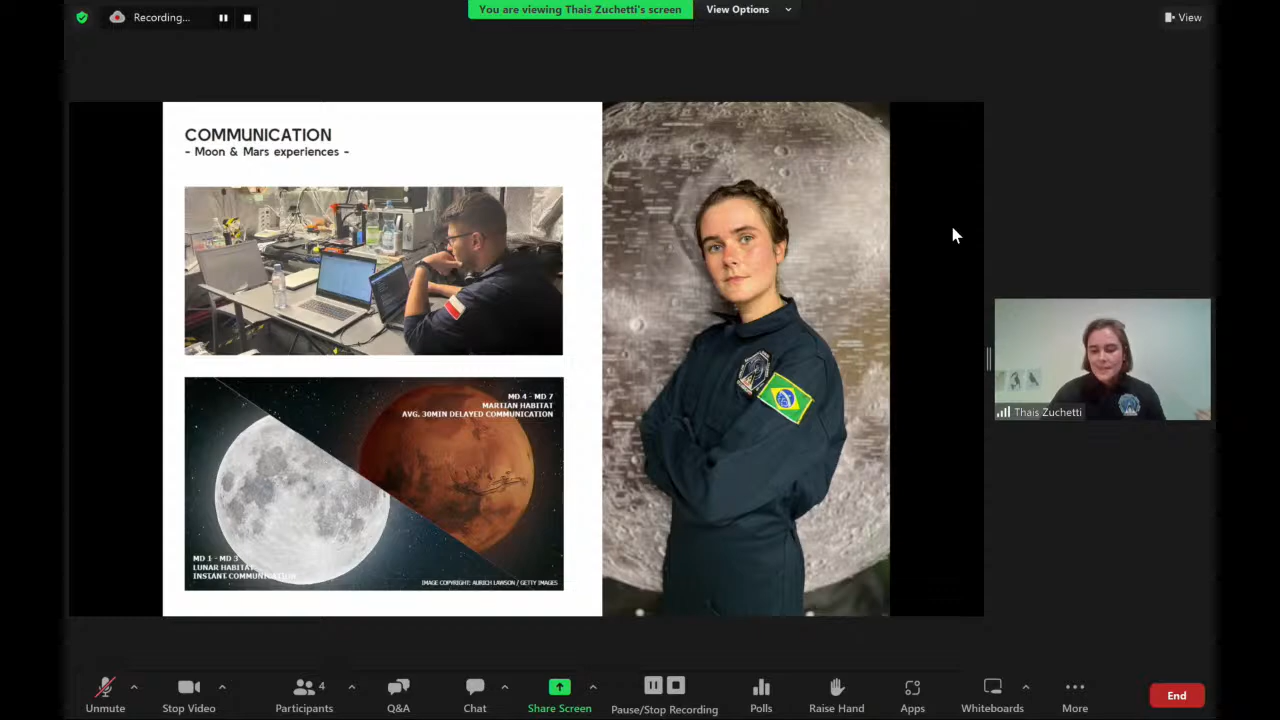 Recording...
You are viewing Thais Zuchetti's screen
View Options
View
COMMUNICATION
- Moon & Mars experiences -
MD 4 - MD 7
MARTIAN HABITAT
AVG. 30MIN DELAYED COMMUNICATION
MD 1 - MD 3
LUNAR HABITAT
INSTANT COMMUNICATION
IMAGE COPYRIGHT: AURICH LAWSON / GETTY IMAGES
Thais Zuchetti
4
Unmute
Stop Video
Participants
Q&A
Chat
Share Screen
Pause/Stop Recording
Polls
Raise Hand
Apps
Whiteboards
More
End